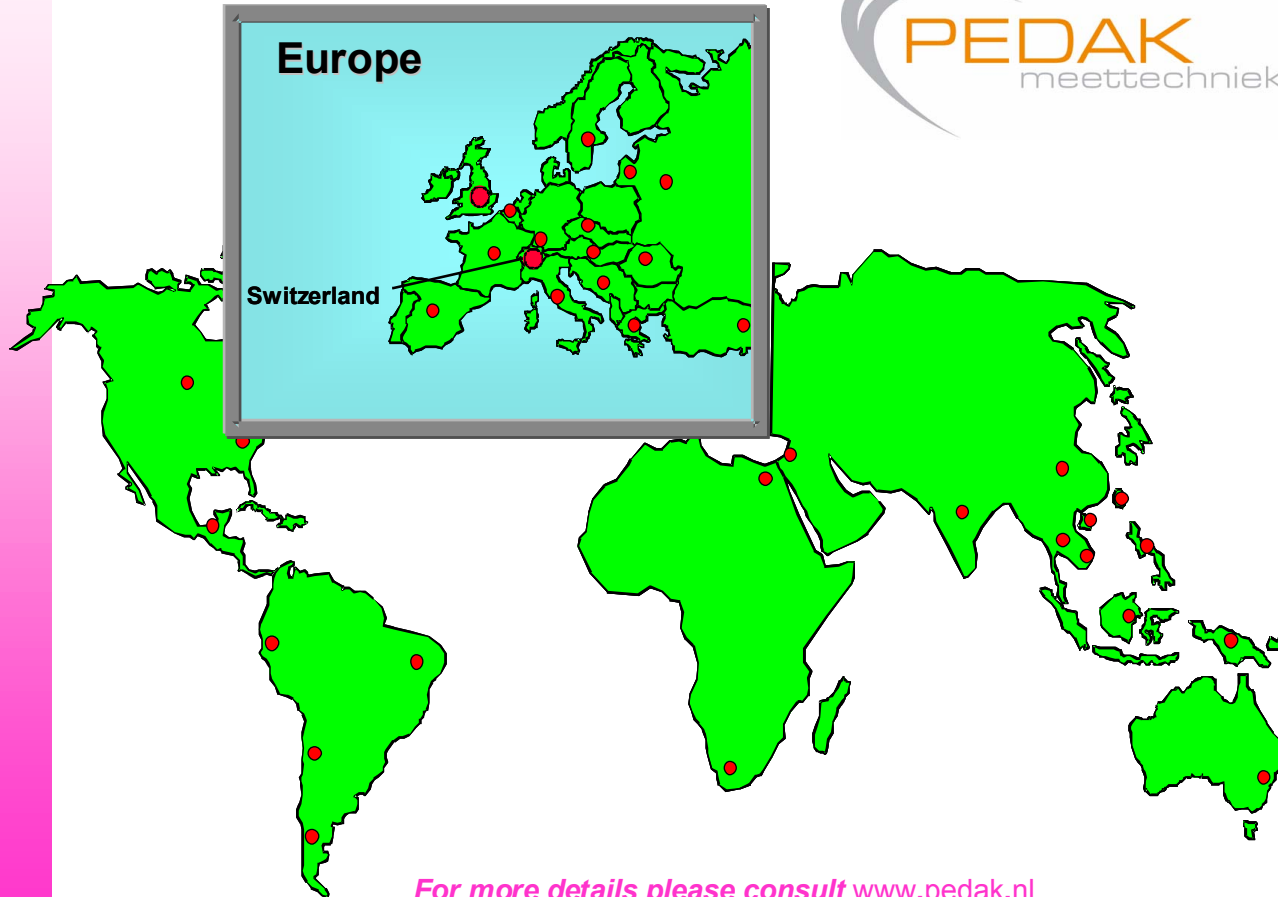 Europe
PEDAK
meettechniek
Switzerland
For more details please consult www.pedak.nl